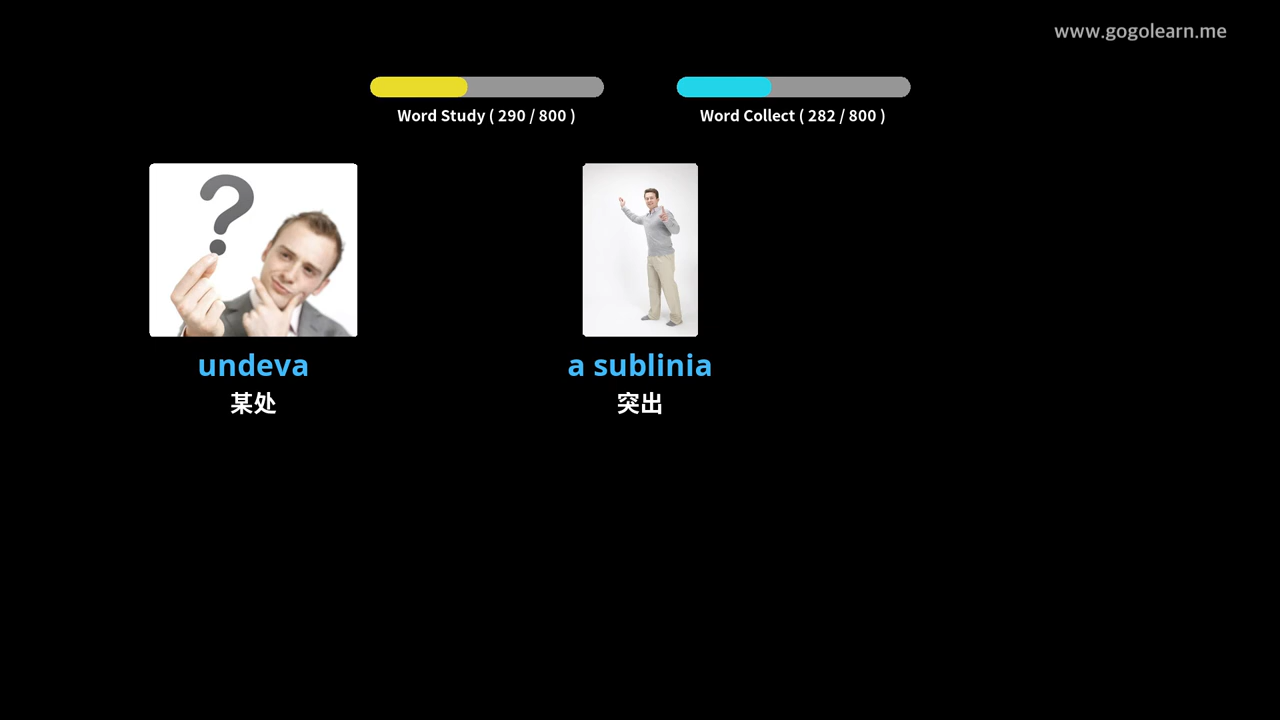 www.gogolearn.me
Word Study ( 290 / 800 )
Word Collect ( 282 / 800 )
undeva
某处
a sublinia
突出